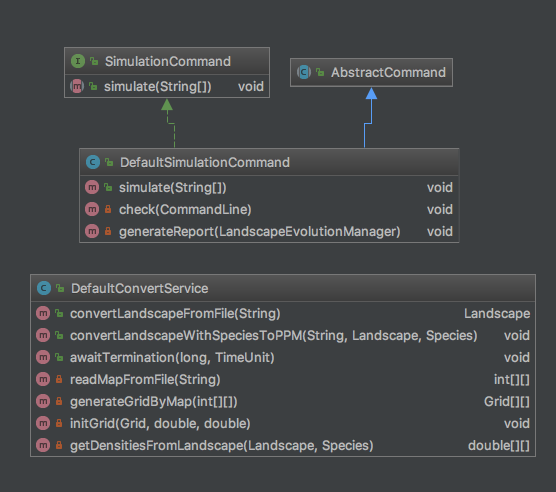 SimulationCommand
simulate(String[]) void
AbstractCommand
DefaultSimulationCommand
simulate(String[]) void
check(CommandLine) void
generateReport(LandscapeEvolutionManager) void
DefaultConvertService
convertLandscapeFromFile(String) Landscape
convertLandscapeWithSpeciesToPPM(String, Landscape, Species) void
awaitTermination(long, TimeUnit) void
readMapFromFile(String) int[][]
generateGridByMap(int[][]) Grid[][]
initGrid(Grid, double, double) void
getDensitiesFromLandscape(Landscape, Species) double[][]